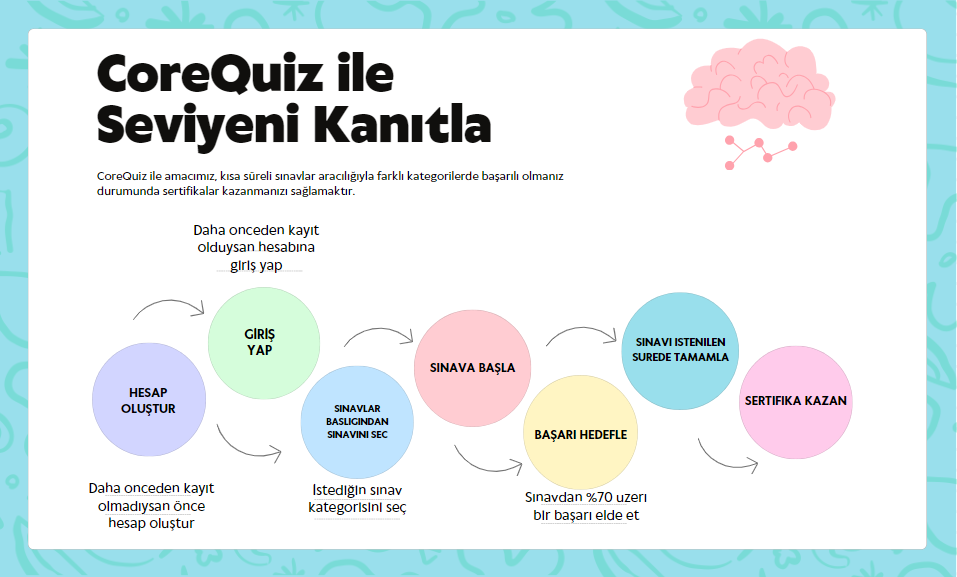 CoreQuiz ile
Seviyeni Kanıtla
CoreQuiz ile amacımız, kısa süreli sınavlar aracılığıyla farklı kategorilerde başarılı olmanız
durumunda sertifikalar kazanmanızı sağlamaktır.
Daha onceden kayıt
olduysan hesabına
giriş yap
HESAP
OLUŞTUR
Daha onceden kayıt
olmadıysan önce
hesap oluştur
GİRİŞ
YAP
SINAVLAR
BASLIGINDAN
SINAVINI SEC
İstediğin sınav
kategorisini seç
SINAVA BAŞLA
BAŞARI HEDEFLE
Sınavdan %70 uzeri
bir başarı elde et
SINAVI ISTENILEN
SUREDE TAMAMLA
SERTIFIKA KAZAN